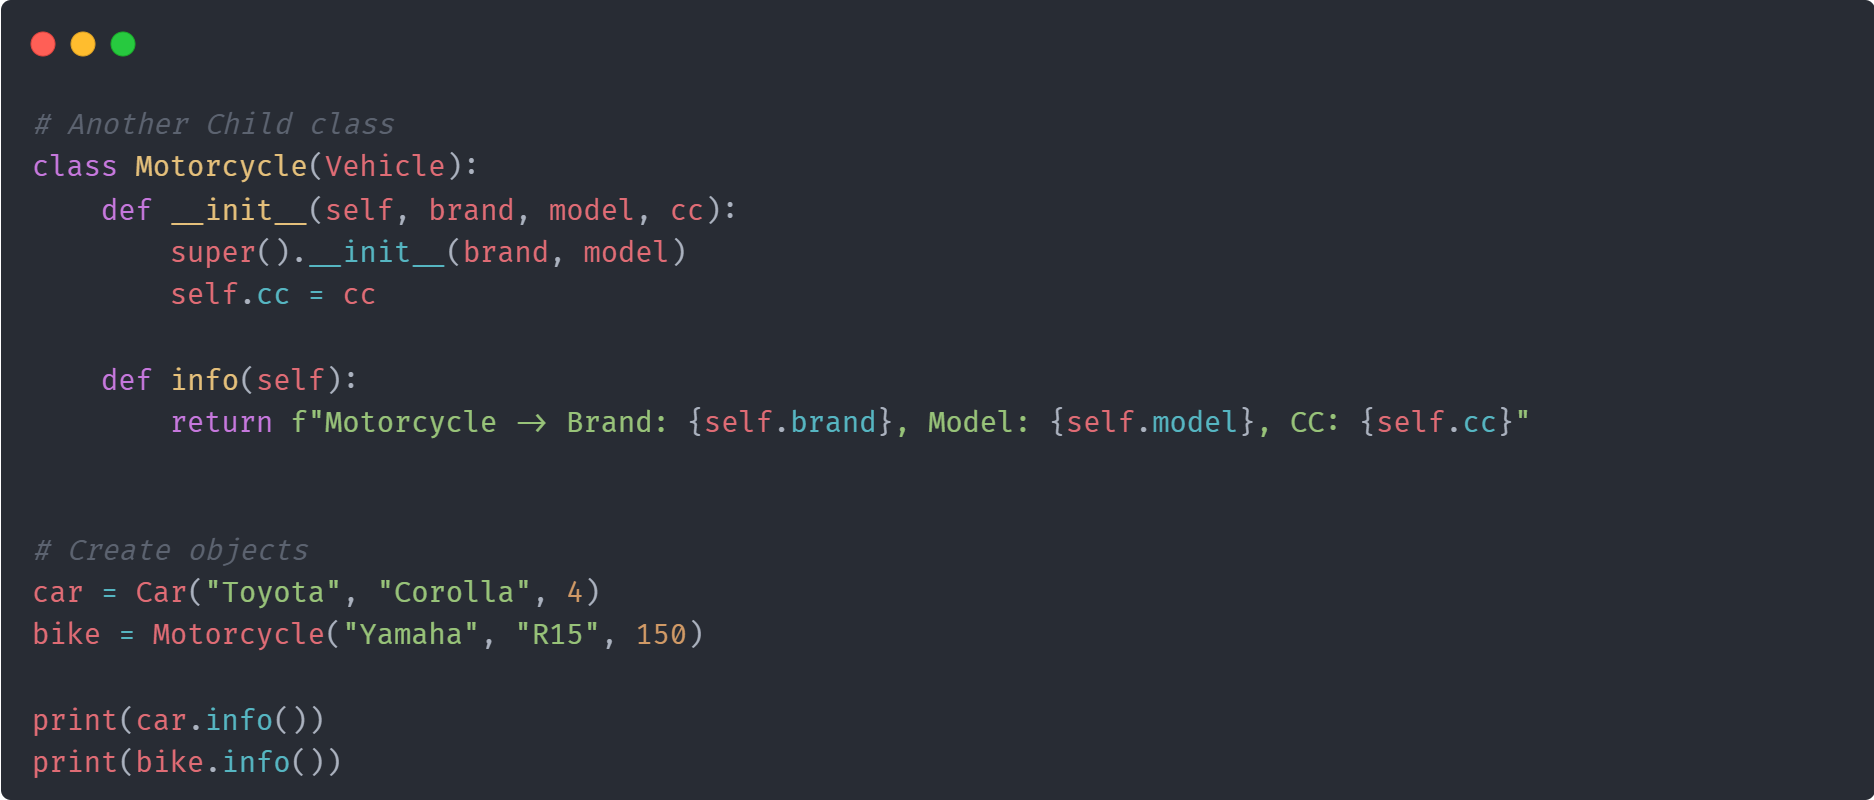 # Another Child class
class Motorcycle(Vehicle):
    def __init__(self, brand, model, cc):
        super().__init__(brand, model)
        self.cc = cc

    def info(self):
        return f"Motorcycle -> Brand: {self.brand}, Model: {self.model}, CC: {self.cc}"


# Create objects
car = Car("Toyota", "Corolla", 4)
bike = Motorcycle("Yamaha", "R15", 150)

print(car.info())
print(bike.info())